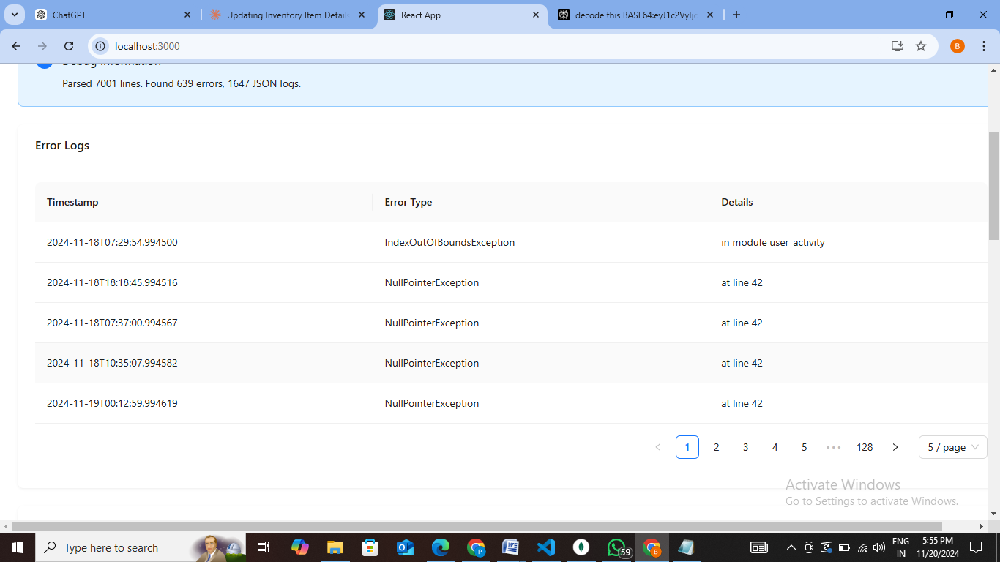 ChatGPT
Updating Inventory Item Details
React App
decode this BASE64:eyJ1c2VyIjc
localhost:3000
B
Debug Information
Parsed 7001 lines. Found 639 errors, 1647 JSON logs.
Error Logs
Timestamp Error Type Details
2024-11-18T07:29:54.994500 IndexOutOfBoundsException in module user_activity
2024-11-18T18:18:45.994516 NullPointerException at line 42
2024-11-18T07:37:00.994567 NullPointerException at line 42
2024-11-18T10:35:07.994582 NullPointerException at line 42
2024-11-19T00:12:59.994619 NullPointerException at line 42
1 2 3 4 5 ••• 128 5 / page
Activate Windows
Go to Settings to activate Windows.
Type here to search
P
W
59
B
ENG
IN
5:55 PM
11/20/2024